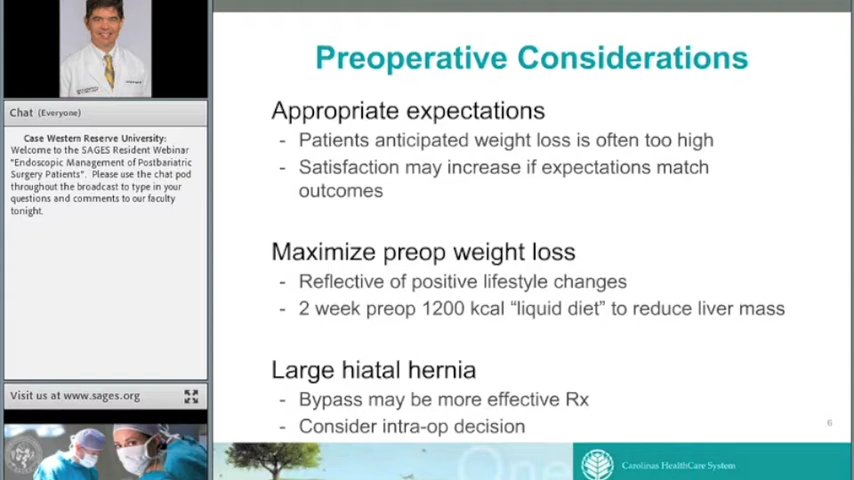 Chat (Everyone)
Case Western Reserve University:
Welcome to the SAGES Resident Webinar
"Endoscopic Management of Postbariatric
Surgery Patients". Please use the chat pod
throughout the broadcast to type in your
questions and comments to our faculty
tonight.
Visit us at www.sages.org
Preoperative Considerations
Appropriate expectations
- Patients anticipated weight loss is often too high
- Satisfaction may increase if expectations match
outcomes
Maximize preop weight loss
- Reflective of positive lifestyle changes
- 2 week preop 1200 kcal “liquid diet” to reduce liver mass
Large hiatal hernia
- Bypass may be more effective Rx
- Consider intra-op decision
6
One
Carolinas HealthCare System